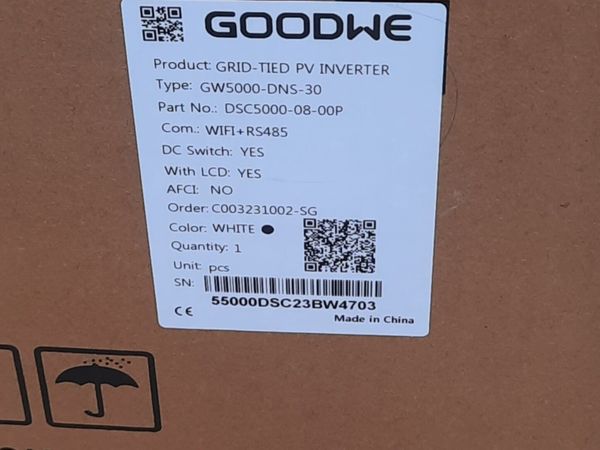 GOODWE
Product: GRID-TIED PV INVERTER
Type: GW5000-DNS-30
Part No.: DSC5000-08-00P
Com.: WIFI+RS485
DC Switch: YES
With LCD: YES
AFCI: NO
Order: C003231002-SG
Color: WHITE
Quantity: 1
Unit: pcs
SN:
55000DSC23BW4703
CE
Made in China